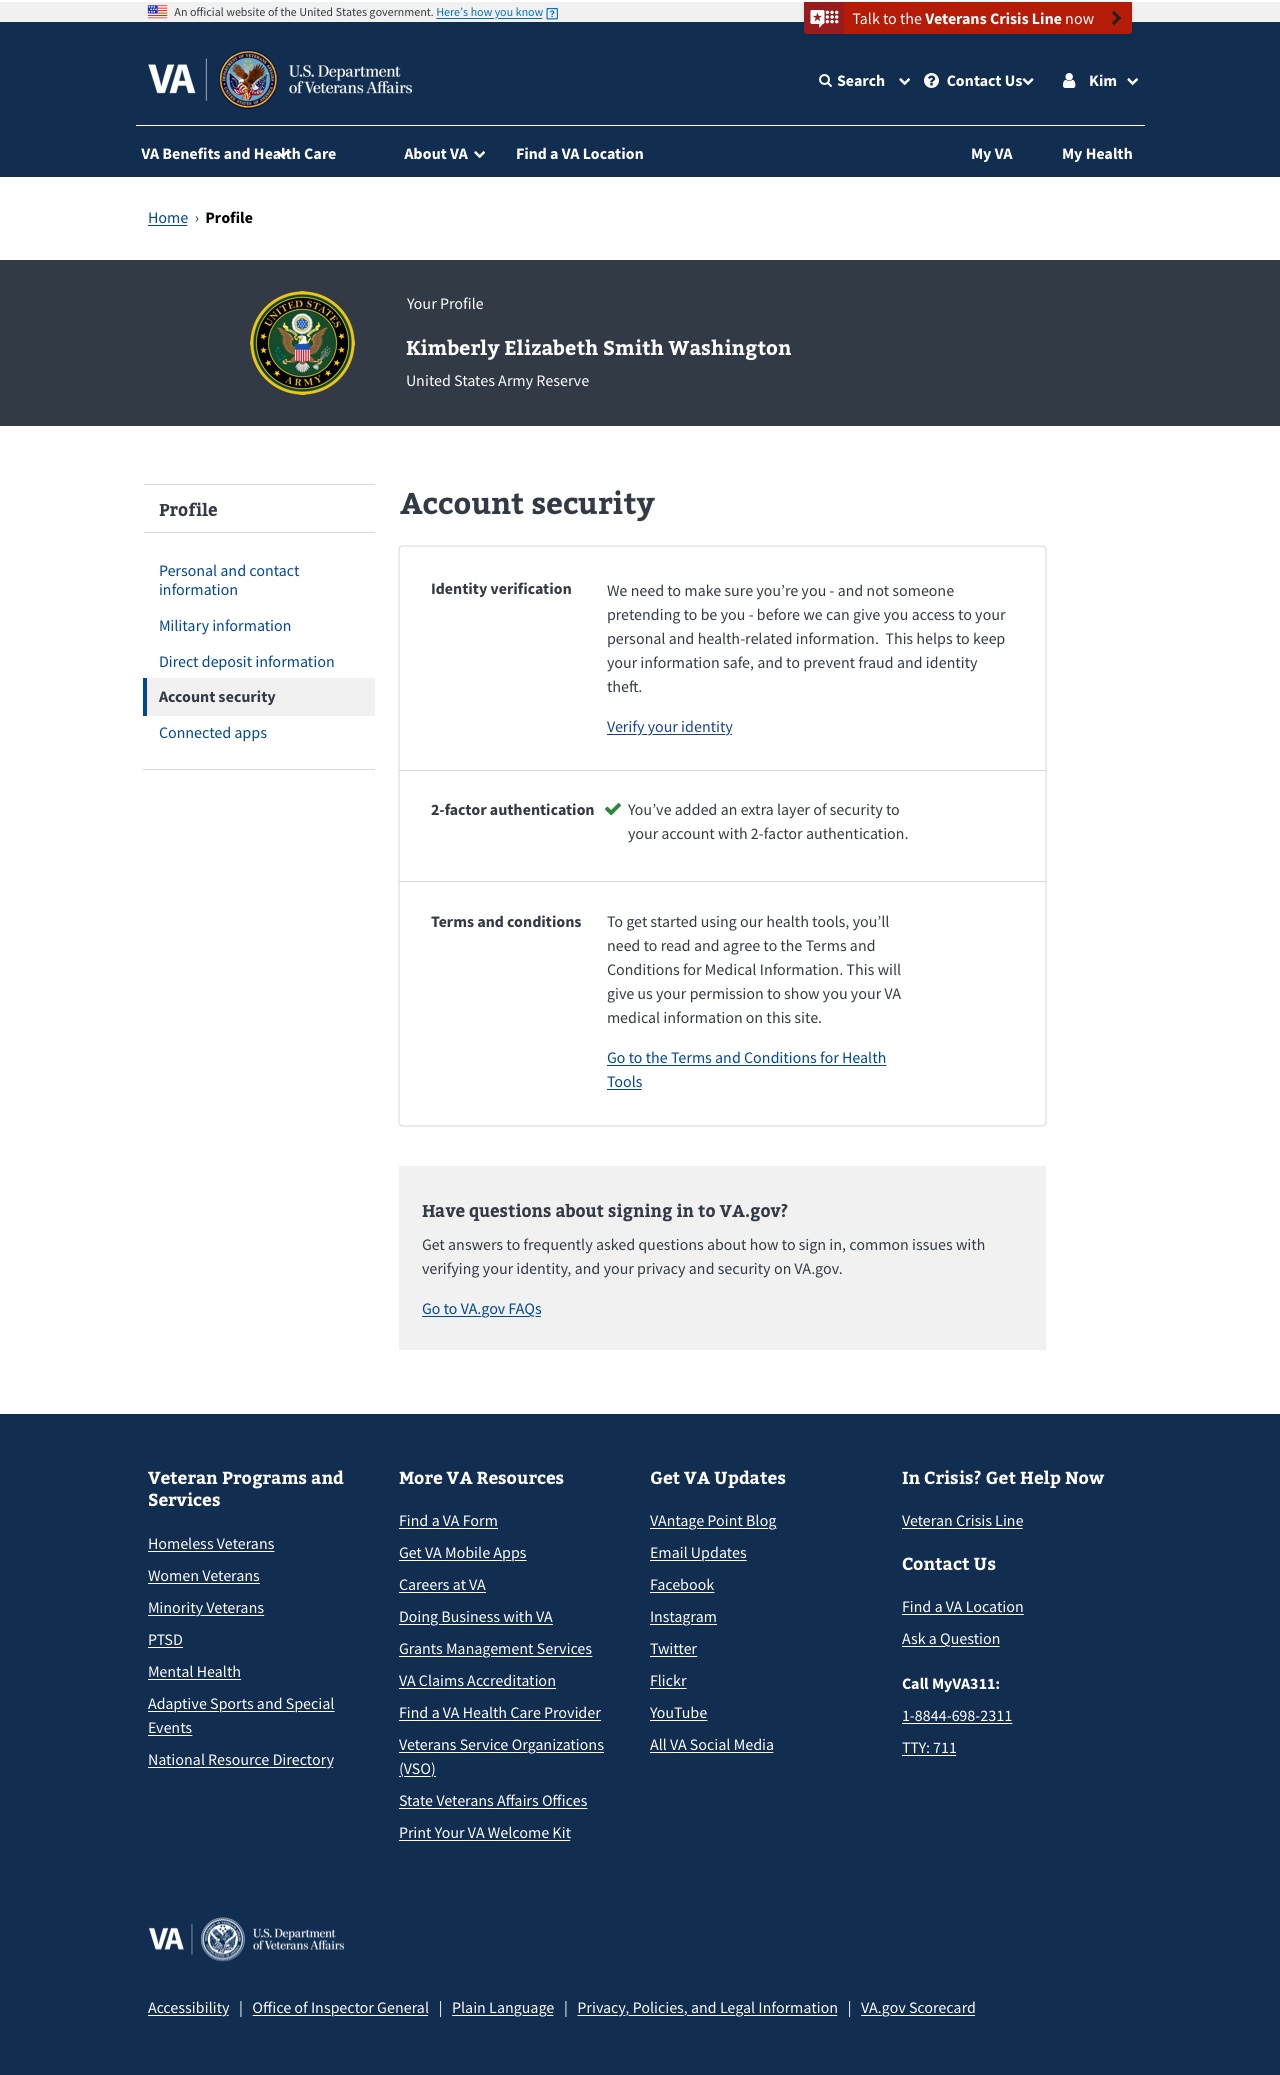 An official website of the United States government. Here's how you know
Talk to the Veterans Crisis Line now
VA
U.S. Department
of Veterans Affairs
Search
Contact Us
Kim
VA Benefits and Health Care
About VA
Find a VA Location
My VA
My Health
Home › Profile
UNITED STATES
ARMY
Your Profile
Kimberly Elizabeth Smith Washington
United States Army Reserve
Profile
Personal and contact
information
Military information
Direct deposit information
Account security
Connected apps
Account security
Identity verification
We need to make sure you’re you - and not someone
pretending to be you - before we can give you access to your
personal and health-related information.  This helps to keep
your information safe, and to prevent fraud and identity
theft.
Verify your identity
2-factor authentication
You’ve added an extra layer of security to
your account with 2-factor authentication.
Terms and conditions
To get started using our health tools, you’ll
need to read and agree to the Terms and
Conditions for Medical Information. This will
give us your permission to show you your VA
medical information on this site.
Go to the Terms and Conditions for Health
Tools
Have questions about signing in to VA.gov?
Get answers to frequently asked questions about how to sign in, common issues with
verifying your identity, and your privacy and security on VA.gov.
Go to VA.gov FAQs
Veteran Programs and
Services
Homeless Veterans
Women Veterans
Minority Veterans
PTSD
Mental Health
Adaptive Sports and Special
Events
National Resource Directory
More VA Resources
Find a VA Form
Get VA Mobile Apps
Careers at VA
Doing Business with VA
Grants Management Services
VA Claims Accreditation
Find a VA Health Care Provider
Veterans Service Organizations
(VSO)
State Veterans Affairs Offices
Print Your VA Welcome Kit
Get VA Updates
VAntage Point Blog
Email Updates
Facebook
Instagram
Twitter
Flickr
YouTube
All VA Social Media
In Crisis? Get Help Now
Veteran Crisis Line
Contact Us
Find a VA Location
Ask a Question
Call MyVA311:
1-8844-698-2311
TTY: 711
VA
U.S. Department
of Veterans Affairs
Accessibility | Office of Inspector General | Plain Language | Privacy, Policies, and Legal Information | VA.gov Scorecard